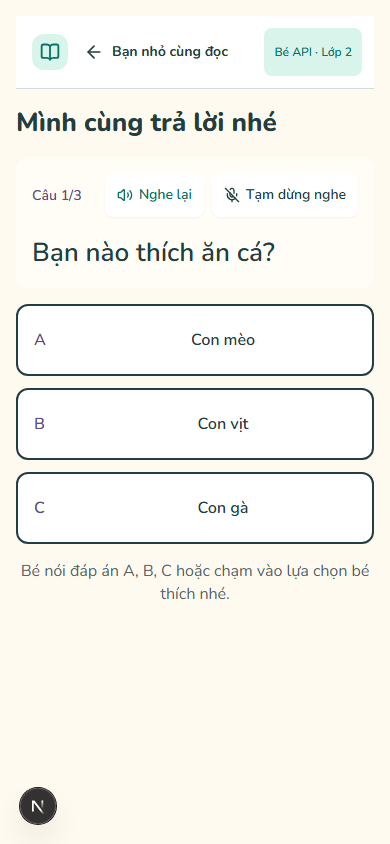 Bạn nhỏ cùng đọc
Bé API · Lớp 2
Mình cùng trả lời nhé
Câu 1/3
Nghe lại
Tạm dừng nghe
Bạn nào thích ăn cá?
A
Con mèo
B
Con vịt
C
Con gà
Bé nói đáp án A, B, C hoặc chạm vào lựa chọn bé
thích nhé.
N